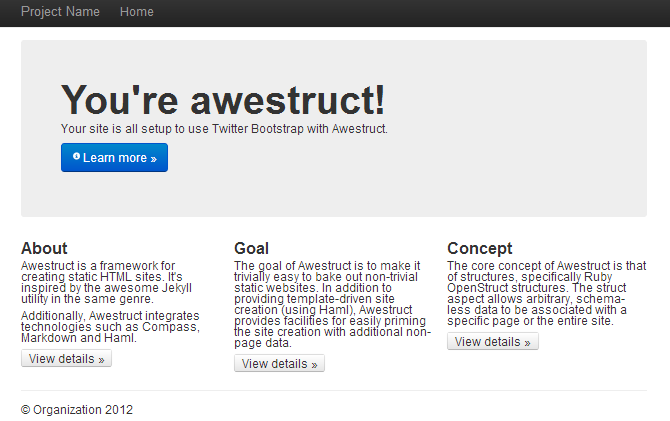 Project Name Home
You're awestruct!
Your site is all setup to use Twitter Bootstrap with Awestruct.
Learn more »
About
Awestruct is a framework for
creating static HTML sites. It's
inspired by the awesome Jekyll
utility in the same genre.
Additionally, Awestruct integrates
technologies such as Compass,
Markdown and Haml.
View details »
Goal
The goal of Awestruct is to make it
trivially easy to bake out non-trivial
static websites. In addition to
providing template-driven site
creation (using Haml), Awestruct
provides facilities for easily priming
the site creation with additional non-
page data.
View details »
Concept
The core concept of Awestruct is that
of structures, specifically Ruby
OpenStruct structures. The struct
aspect allows arbitrary, schema-
less data to be associated with a
specific page or the entire site.
View details »
© Organization 2012